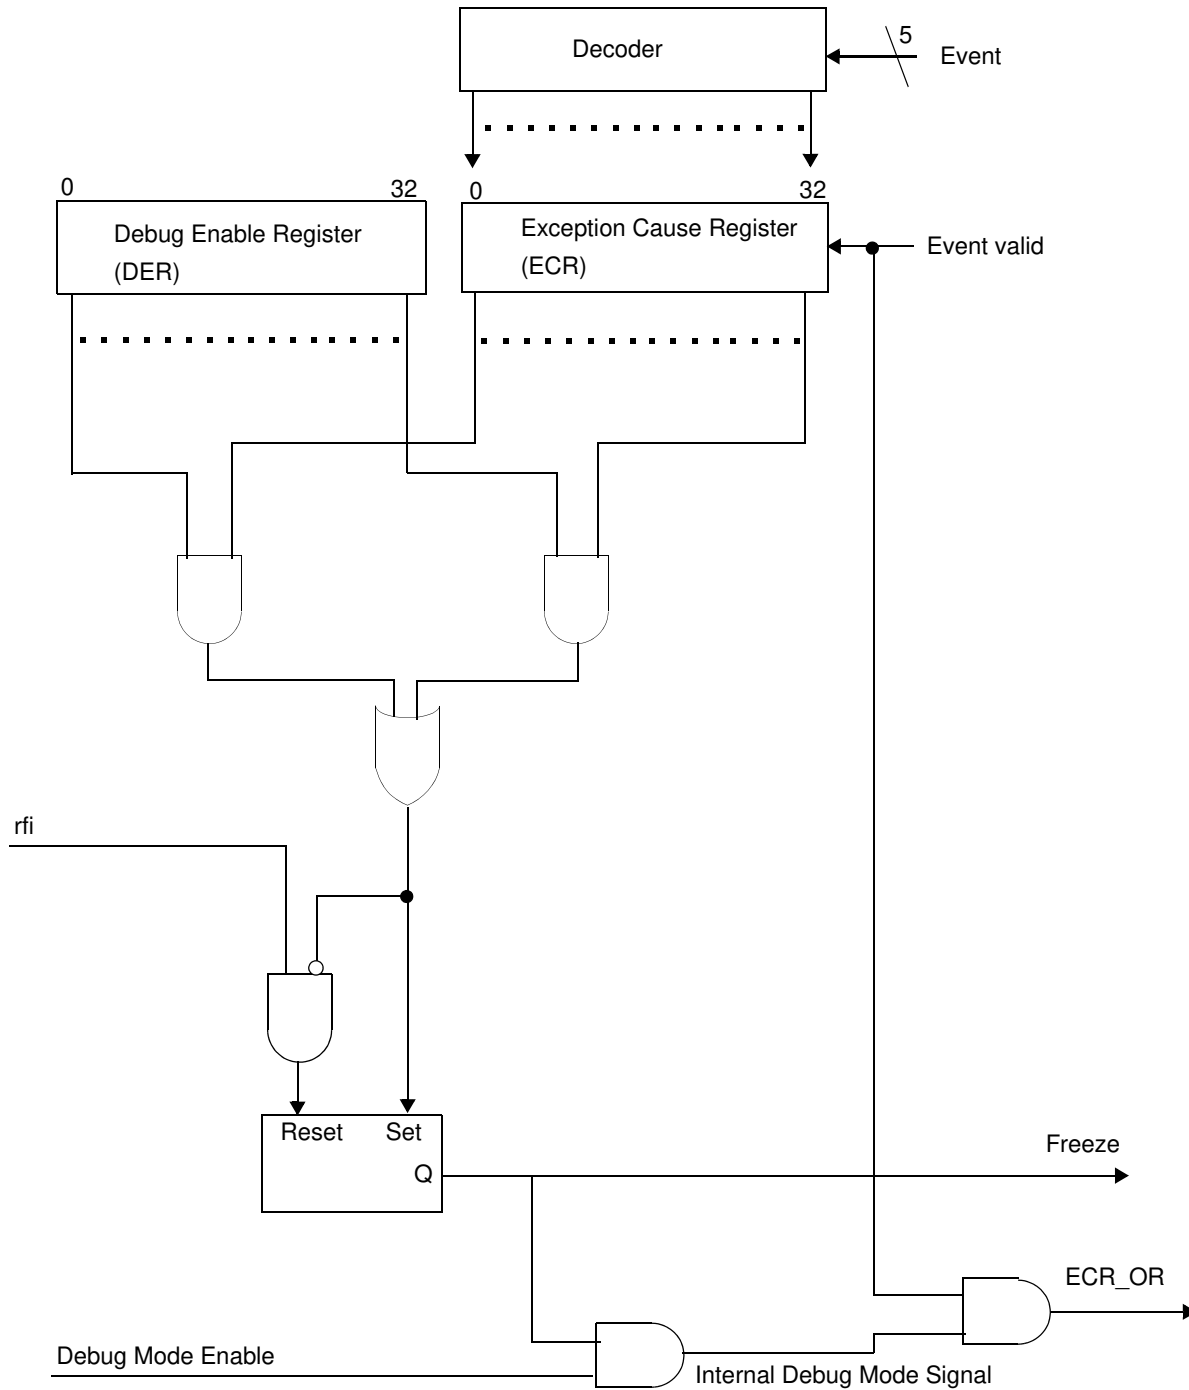 Decoder
5
Event
0
32
0
32
Debug Enable Register
(DER)
Exception Cause Register
(ECR)
Event valid
rfi
Reset
Set
Q
Freeze
ECR_OR
Debug Mode Enable
Internal Debug Mode Signal